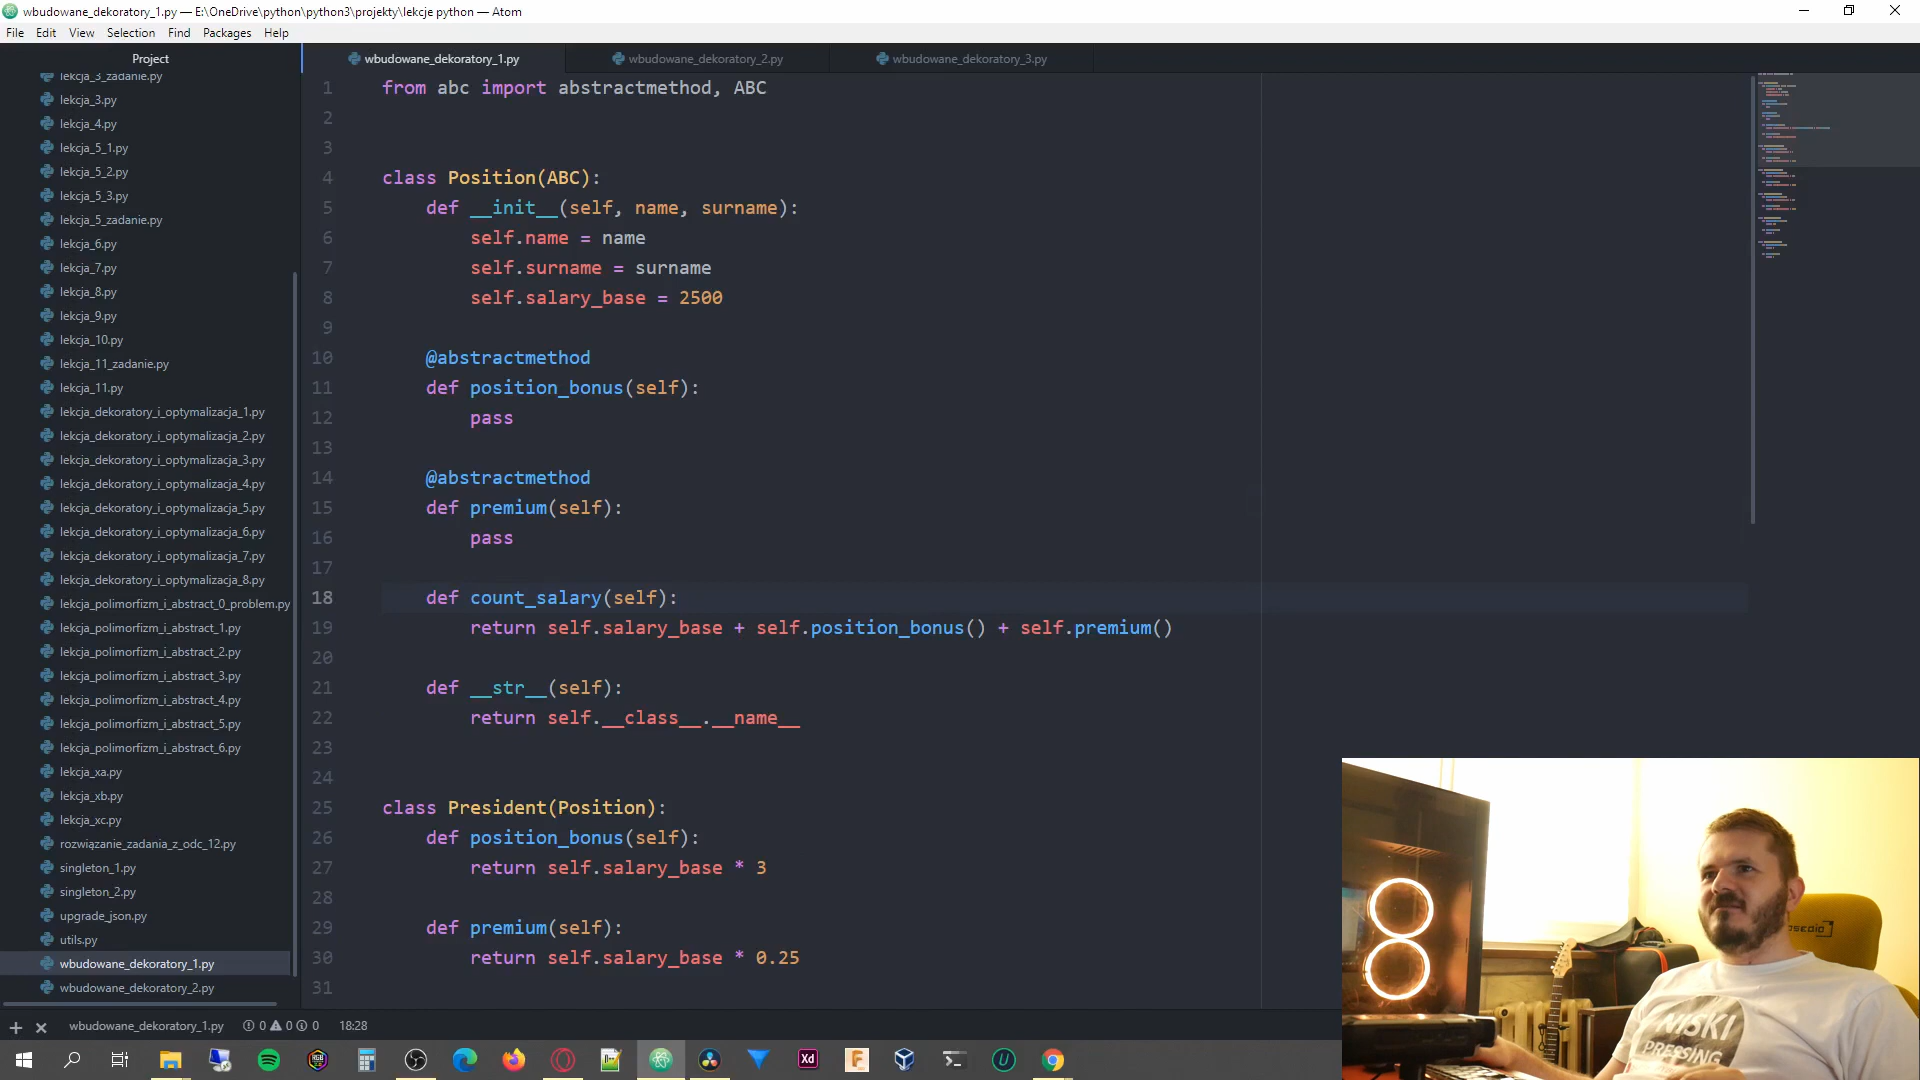 wbudowane_dekoratory_1.py — E:\OneDrive\python\python3\projekty\lekcje python — Atom
File Edit View Selection Find Packages Help
Project
lekcja_3_zadanie.py
lekcja_3.py
lekcja_4.py
lekcja_5_1.py
lekcja_5_2.py
lekcja_5_3.py
lekcja_5_zadanie.py
lekcja_6.py
lekcja_7.py
lekcja_8.py
lekcja_9.py
lekcja_10.py
lekcja_11_zadanie.py
lekcja_11.py
lekcja_dekoratory_i_optymalizacja_1.py
lekcja_dekoratory_i_optymalizacja_2.py
lekcja_dekoratory_i_optymalizacja_3.py
lekcja_dekoratory_i_optymalizacja_4.py
lekcja_dekoratory_i_optymalizacja_5.py
lekcja_dekoratory_i_optymalizacja_6.py
lekcja_dekoratory_i_optymalizacja_7.py
lekcja_dekoratory_i_optymalizacja_8.py
lekcja_polimorfizm_i_abstract_0_problem.py
lekcja_polimorfizm_i_abstract_1.py
lekcja_polimorfizm_i_abstract_2.py
lekcja_polimorfizm_i_abstract_3.py
lekcja_polimorfizm_i_abstract_4.py
lekcja_polimorfizm_i_abstract_5.py
lekcja_polimorfizm_i_abstract_6.py
lekcja_xa.py
lekcja_xb.py
lekcja_xc.py
rozwiązanie_zadania_z_odc_12.py
singleton_1.py
singleton_2.py
upgrade_json.py
utils.py
wbudowane_dekoratory_1.py
wbudowane_dekoratory_2.py
wbudowane_dekoratory_1.py wbudowane_dekoratory_2.py wbudowane_dekoratory_3.py
1 from abc import abstractmethod, ABC
2
3
4 class Position(ABC):
5 def __init__(self, name, surname):
6 self.name = name
7 self.surname = surname
8 self.salary_base = 2500
9
10 @abstractmethod
11 def position_bonus(self):
12 pass
13
14 @abstractmethod
15 def premium(self):
16 pass
17
18 def count_salary(self):
19 return self.salary_base + self.position_bonus() + self.premium()
20
21 def __str__(self):
22 return self.__class__.__name__
23
24
25 class President(Position):
26 def position_bonus(self):
27 return self.salary_base * 3
28
29 def premium(self):
30 return self.salary_base * 0.25
31
wbudowane_dekoratory_1.py 0 0 0 18:28
NISKI
PRESSING
Xd